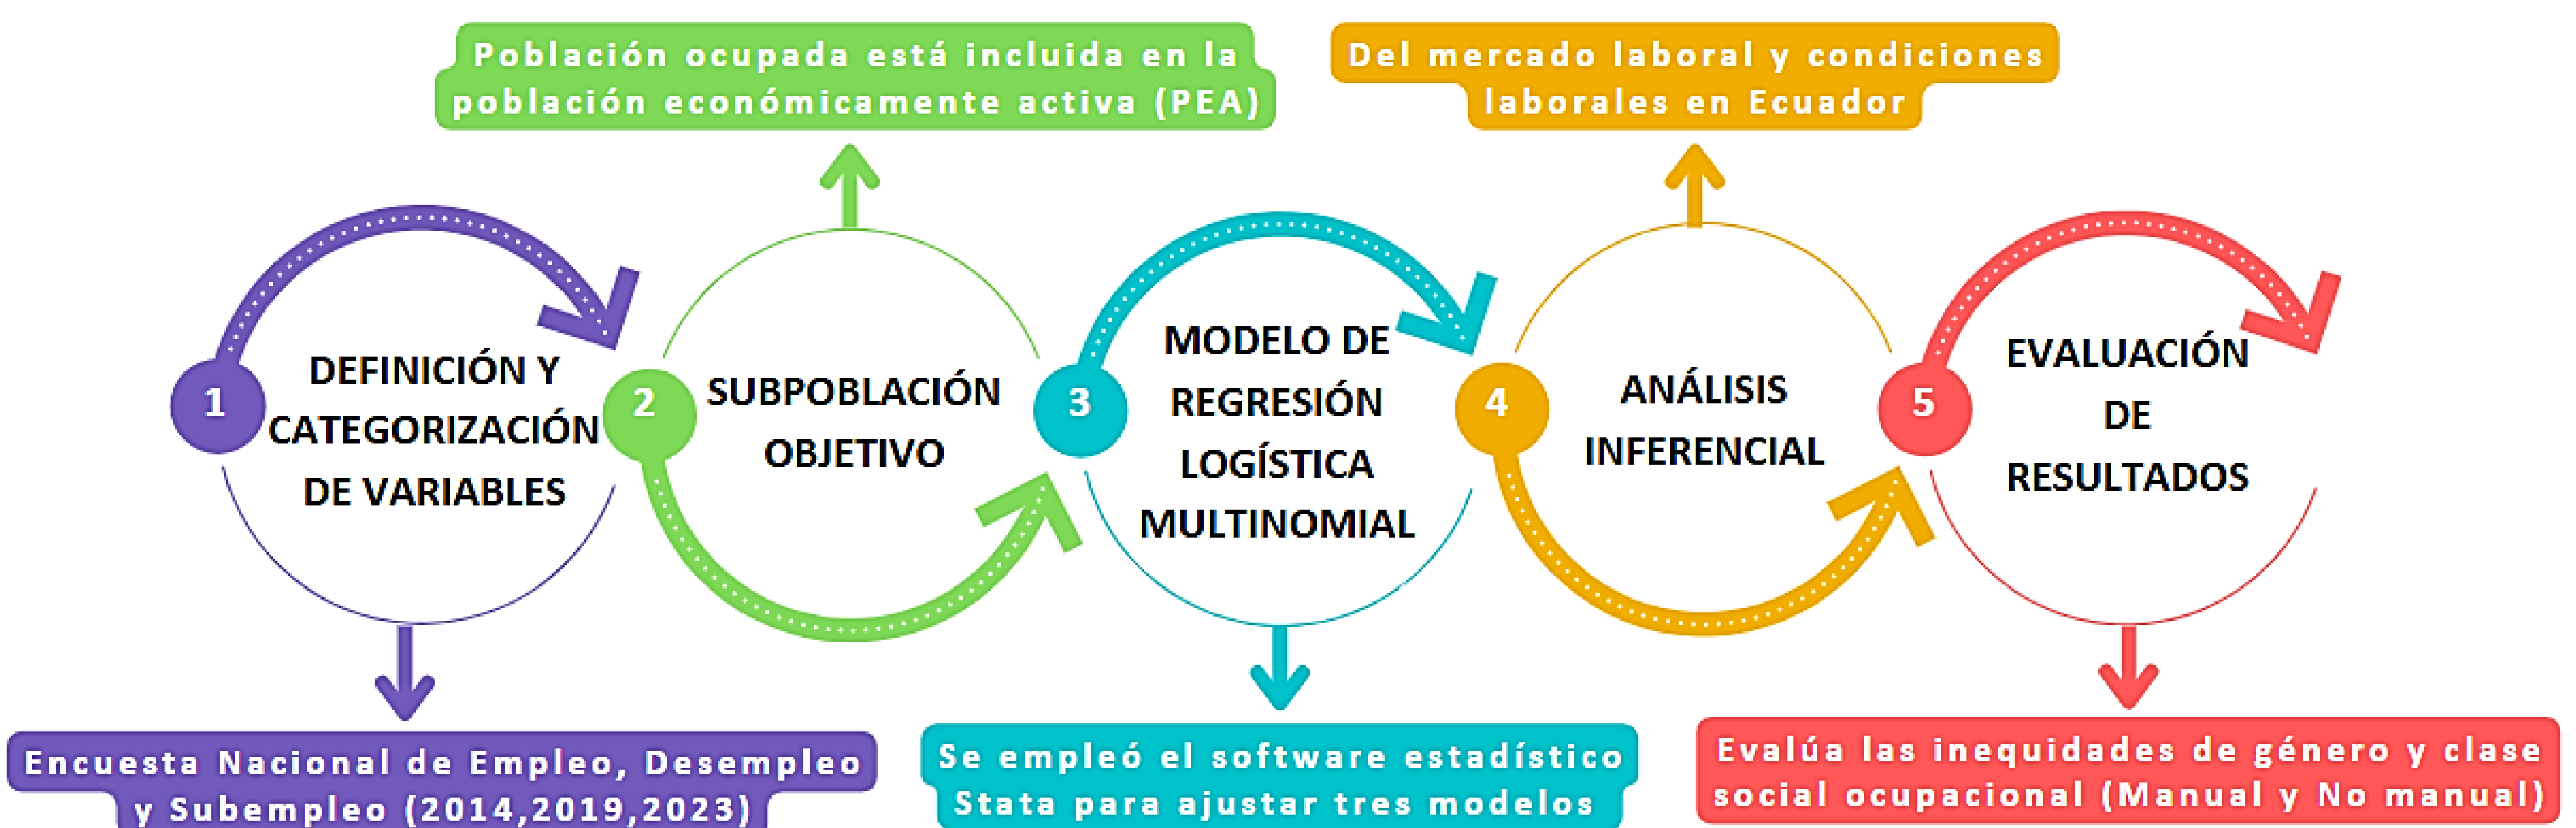 Población ocupada está incluida en la
población económicamente activa (PEA)
Del mercado laboral y condiciones
laborales en Ecuador
1
DEFINICIÓN Y
CATEGORIZACIÓN
DE VARIABLES
2
SUBPOBLACIÓN
OBJETIVO
3
MODELO DE
REGRESIÓN
LOGÍSTICA
MULTINOMIAL
4
ANÁLISIS
INFERENCIAL
5
EVALUACIÓN
DE
RESULTADOS
Encuesta Nacional de Empleo, Desempleo
y Subempleo (2014,2019,2023)
Se empleó el software estadístico
Stata para ajustar tres modelos
Evalúa las inequidades de género y clase
social ocupacional (Manual y No manual)